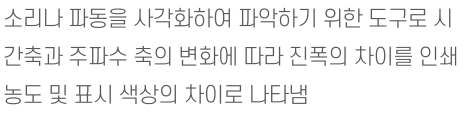 소리나 파동을 사각화하여 파악하기 위한 도구로 시
간축과 주파수 축의 변화에 따라 진폭의 차이를 인쇄
농도 및 표시 색상의 차이로 나타냄